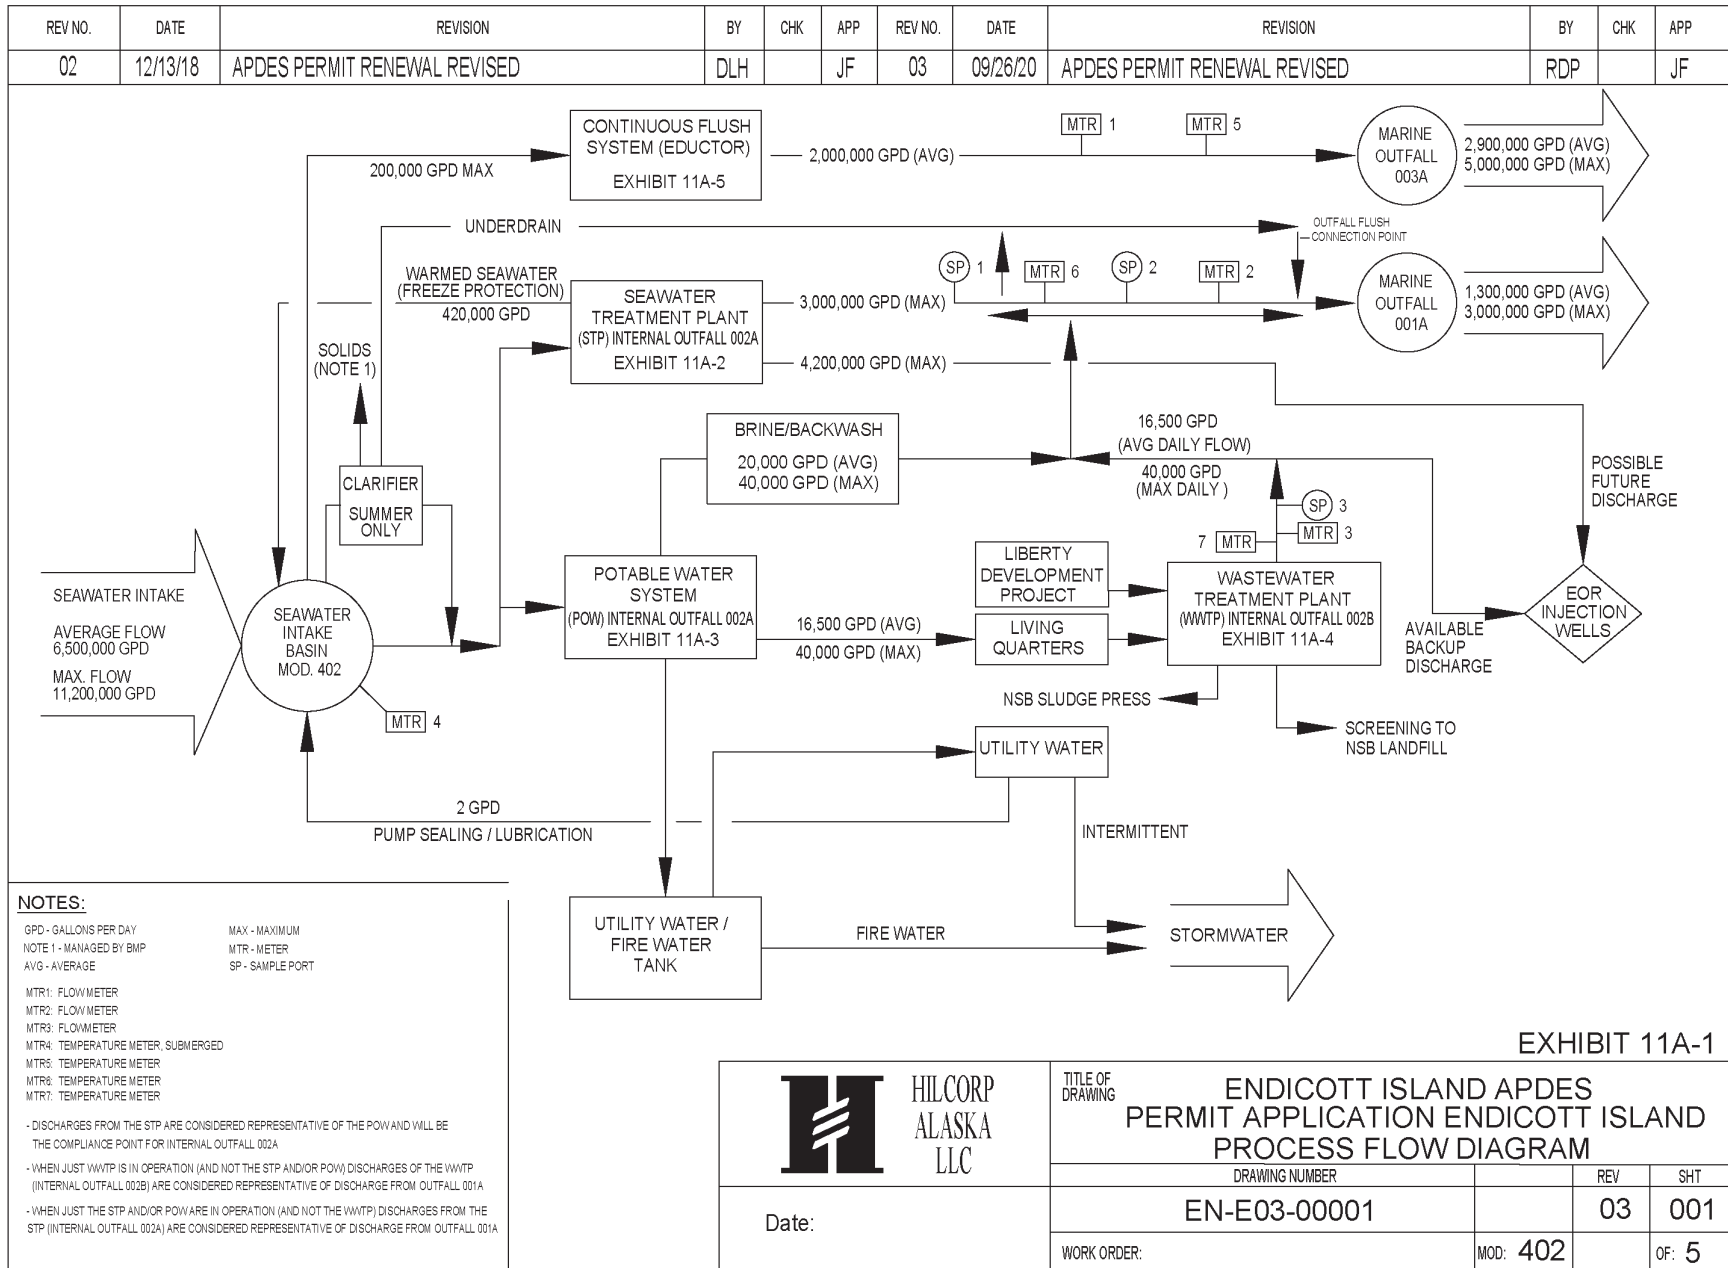 REV NO. DATE REVISION BY CHK APP REV NO. DATE REVISION BY CHK APP
02 12/13/18 APDES PERMIT RENEWAL REVISED DLH JF 03 09/26/20 APDES PERMIT RENEWAL REVISED RDP JF
CONTINUOUS FLUSH
SYSTEM (EDUCTOR)
EXHIBIT 11A-5
200,000 GPD MAX
2,000,000 GPD (AVG)
MTR 1
MTR 5
MARINE
OUTFALL
003A
2,900,000 GPD (AVG)
5,000,000 GPD (MAX)
UNDERDRAIN
OUTFALL FLUSH
CONNECTION POINT
WARMED SEAWATER
(FREEZE PROTECTION)
420,000 GPD
SEAWATER
TREATMENT PLANT
(STP) INTERNAL OUTFALL 002A
EXHIBIT 11A-2
3,000,000 GPD (MAX)
SP 1
MTR 6
SP 2
MTR 2
MARINE
OUTFALL
001A
1,300,000 GPD (AVG)
3,000,000 GPD (MAX)
4,200,000 GPD (MAX)
SOLIDS
(NOTE 1)
CLARIFIER
SUMMER
ONLY
BRINE/BACKWASH
20,000 GPD (AVG)
40,000 GPD (MAX)
16,500 GPD
(AVG DAILY FLOW)
40,000 GPD
(MAX DAILY )
POSSIBLE
FUTURE
DISCHARGE
SP 3
MTR 3
7 MTR
SEAWATER INTAKE
AVERAGE FLOW
6,500,000 GPD
MAX. FLOW
11,200,000 GPD
SEAWATER
INTAKE
BASIN
MOD. 402
MTR 4
POTABLE WATER
SYSTEM
(POW) INTERNAL OUTFALL 002A
EXHIBIT 11A-3
16,500 GPD (AVG)
40,000 GPD (MAX)
LIBERTY
DEVELOPMENT
PROJECT
LIVING
QUARTERS
WASTEWATER
TREATMENT PLANT
(WWTP) INTERNAL OUTFALL 002B
EXHIBIT 11A-4
EOR
INJECTION
WELLS
AVAILABLE
BACKUP
DISCHARGE
NSB SLUDGE PRESS
SCREENING TO
NSB LANDFILL
UTILITY WATER
2 GPD
PUMP SEALING / LUBRICATION
INTERMITTENT
UTILITY WATER /
FIRE WATER
TANK
FIRE WATER
STORMWATER
NOTES:
GPD - GALLONS PER DAY MAX - MAXIMUM
NOTE 1 - MANAGED BY BMP MTR - METER
AVG - AVERAGE SP - SAMPLE PORT
MTR1: FLOW METER
MTR2: FLOW METER
MTR3: FLOWMETER
MTR4: TEMPERATURE METER, SUBMERGED
MTR5: TEMPERATURE METER
MTR6: TEMPERATURE METER
MTR7: TEMPERATURE METER
- DISCHARGES FROM THE STP ARE CONSIDERED REPRESENTATIVE OF THE POW AND WILL BE
THE COMPLIANCE POINT FOR INTERNAL OUTFALL 002A
- WHEN JUST WWTP IS IN OPERATION (AND NOT THE STP AND/OR POW) DISCHARGES OF THE WWTP
(INTERNAL OUTFALL 002B) ARE CONSIDERED REPRESENTATIVE OF DISCHARGE FROM OUTFALL 001A
- WHEN JUST THE STP AND/OR POW ARE IN OPERATION (AND NOT THE WWTP) DISCHARGES FROM THE
STP (INTERNAL OUTFALL 002A) ARE CONSIDERED REPRESENTATIVE OF DISCHARGE FROM OUTFALL 001A
EXHIBIT 11A-1
HILCORP
ALASKA
LLC
Date:
TITLE OF
DRAWING
ENDICOTT ISLAND APDES
PERMIT APPLICATION ENDICOTT ISLAND
PROCESS FLOW DIAGRAM
DRAWING NUMBER REV SHT
EN-E03-00001 03 001
WORK ORDER: MOD: 402 OF: 5